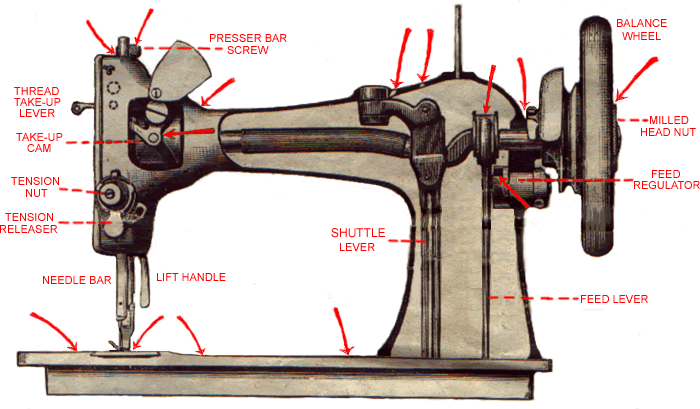 PRESSER BAR
SCREW
BALANCE
WHEEL
THREAD
TAKE-UP
LEVER
MILLED
HEAD NUT
TAKE-UP
CAM
TENSION
NUT
FEED
REGULATOR
TENSION
RELEASER
SHUTTLE
LEVER
NEEDLE BAR
LIFT HANDLE
FEED LEVER